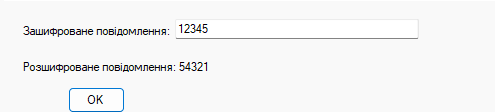 Зашифроване повідомлення: 12345
Розшифроване повідомлення: 54321
OK